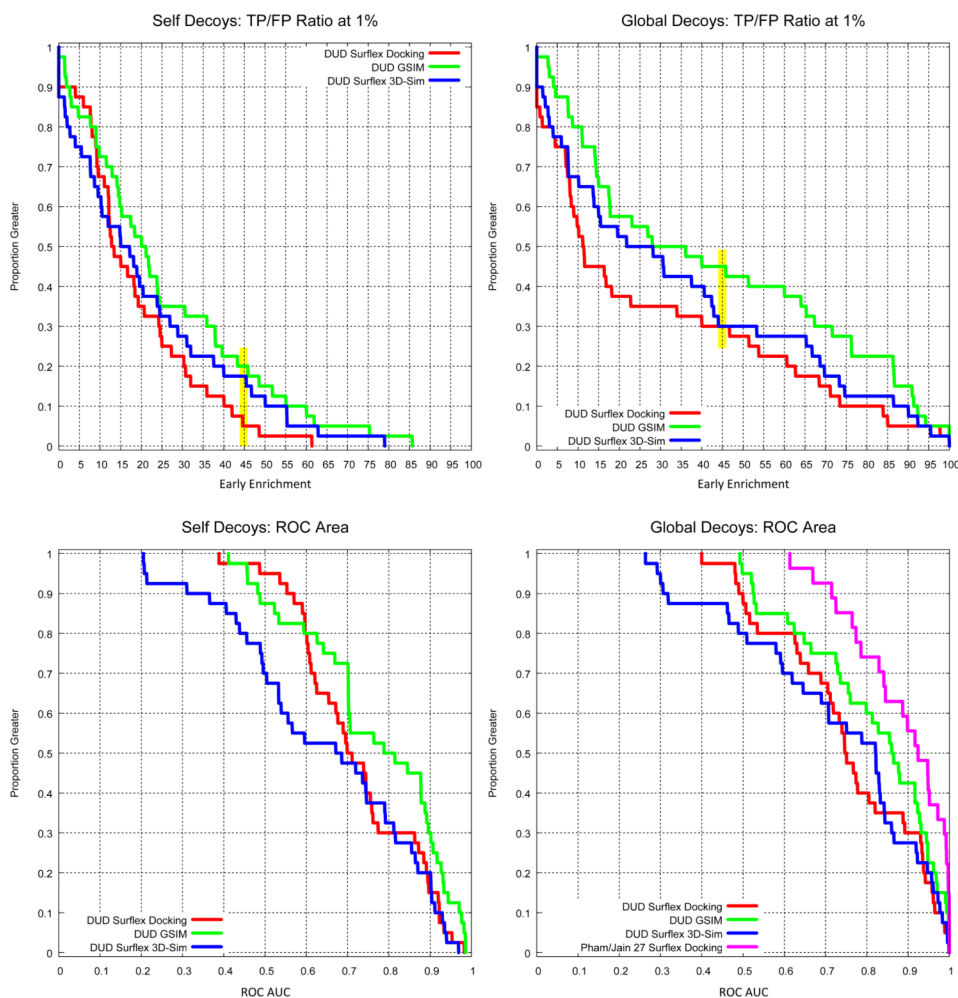 Self Decoys: TP/FP Ratio at 1%
Proportion Greater
1
0.9
0.8
0.7
0.6
0.5
0.4
0.3
0.2
0.1
0
DUD Surflex Docking
DUD GSIM
DUD Surflex 3D-Sim
0 5 10 15 20 25 30 35 40 45 50 55 60 65 70 75 80 85 90 95 100
Early Enrichment
Global Decoys: TP/FP Ratio at 1%
Proportion Greater
1
0.9
0.8
0.7
0.6
0.5
0.4
0.3
0.2
0.1
0
DUD Surflex Docking
DUD GSIM
DUD Surflex 3D-Sim
0 5 10 15 20 25 30 35 40 45 50 55 60 65 70 75 80 85 90 95 100
Early Enrichment
Self Decoys: ROC Area
Proportion Greater
1
0.9
0.8
0.7
0.6
0.5
0.4
0.3
0.2
0.1
0
DUD Surflex Docking
DUD GSIM
DUD Surflex 3D-Sim
0 0.1 0.2 0.3 0.4 0.5 0.6 0.7 0.8 0.9 1
ROC AUC
Global Decoys: ROC Area
Proportion Greater
1
0.9
0.8
0.7
0.6
0.5
0.4
0.3
0.2
0.1
0
DUD Surflex Docking
DUD GSIM
DUD Surflex 3D-Sim
Pham/Jain 27 Surflex Docking
0 0.1 0.2 0.3 0.4 0.5 0.6 0.7 0.8 0.9 1
ROC AUC